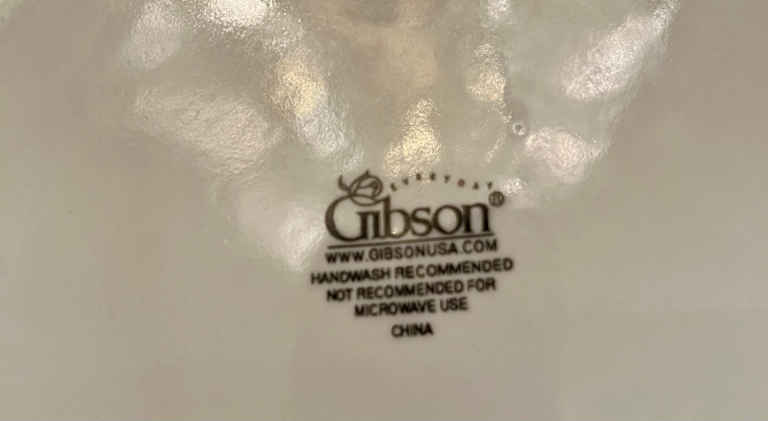 EVERYDAY
Gibson®
WWW.GIBSONUSA.COM
HANDWASH RECOMMENDED
NOT RECOMMENDED FOR
MICROWAVE USE
CHINA